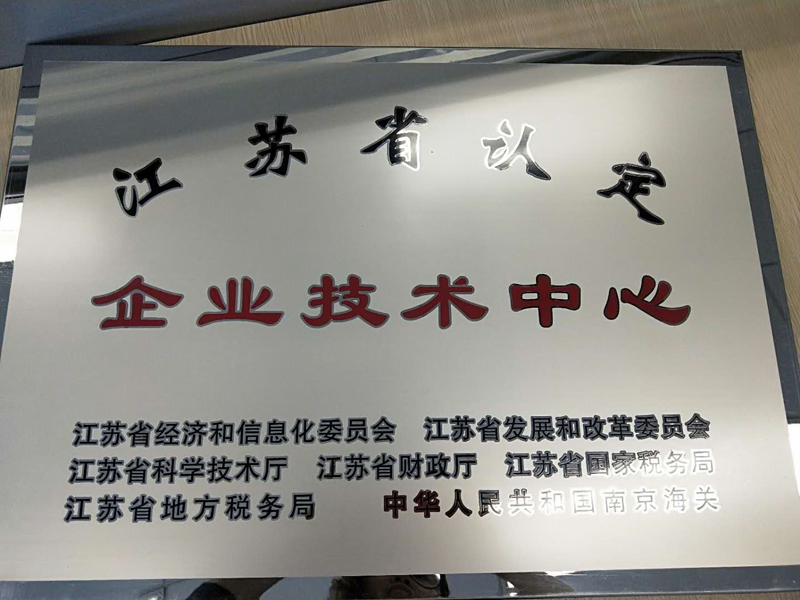 江苏省认定
企业技术中心
江苏省经济和信息化委员会 江苏省发展和改革委员会
江苏省科学技术厅 江苏省财政厅 江苏省国家税务局
江苏省地方税务局 中华人民共和国南京海关